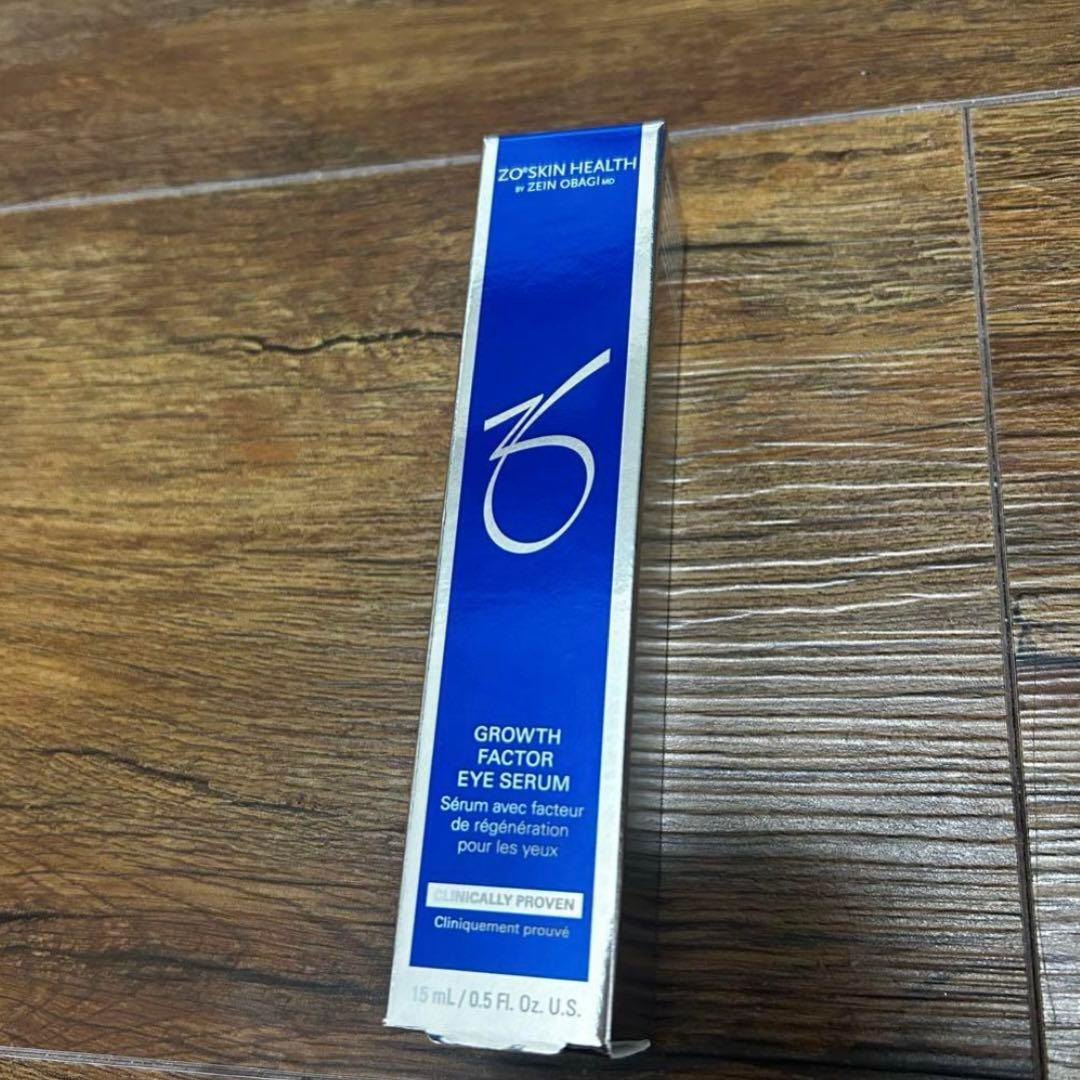 ZO®SKIN HEALTH
BY ZEIN OBAGI MD
GROWTH
FACTOR
EYE SERUM
Sérum avec facteur
de régénération
pour les yeux
CLINICALLY PROVEN
Cliniquement prouvé
15 mL / 0.5 Fl. Oz. U.S.